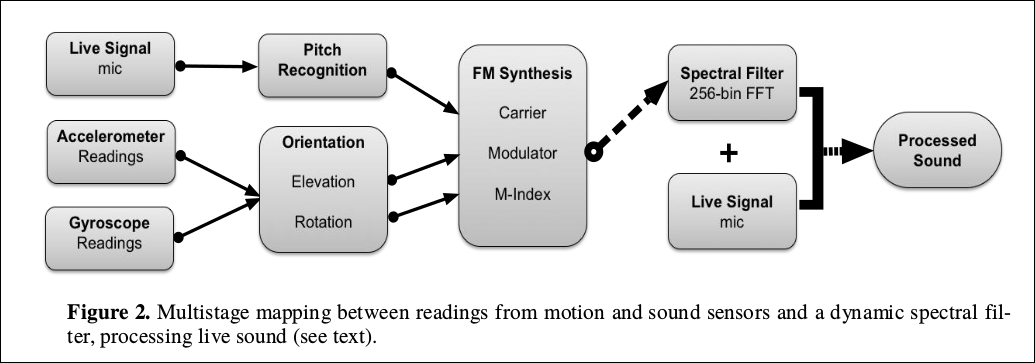 Live Signal
mic
Pitch
Recognition
Accelerometer
Readings
Gyroscope
Readings
Orientation
Elevation
Rotation
FM Synthesis
Carrier
Modulator
M-Index
Spectral Filter
256-bin FFT
+
Live Signal
mic
Processed
Sound
Figure 2. Multistage mapping between readings from motion and sound sensors and a dynamic spectral fil-
ter, processing live sound (see text).